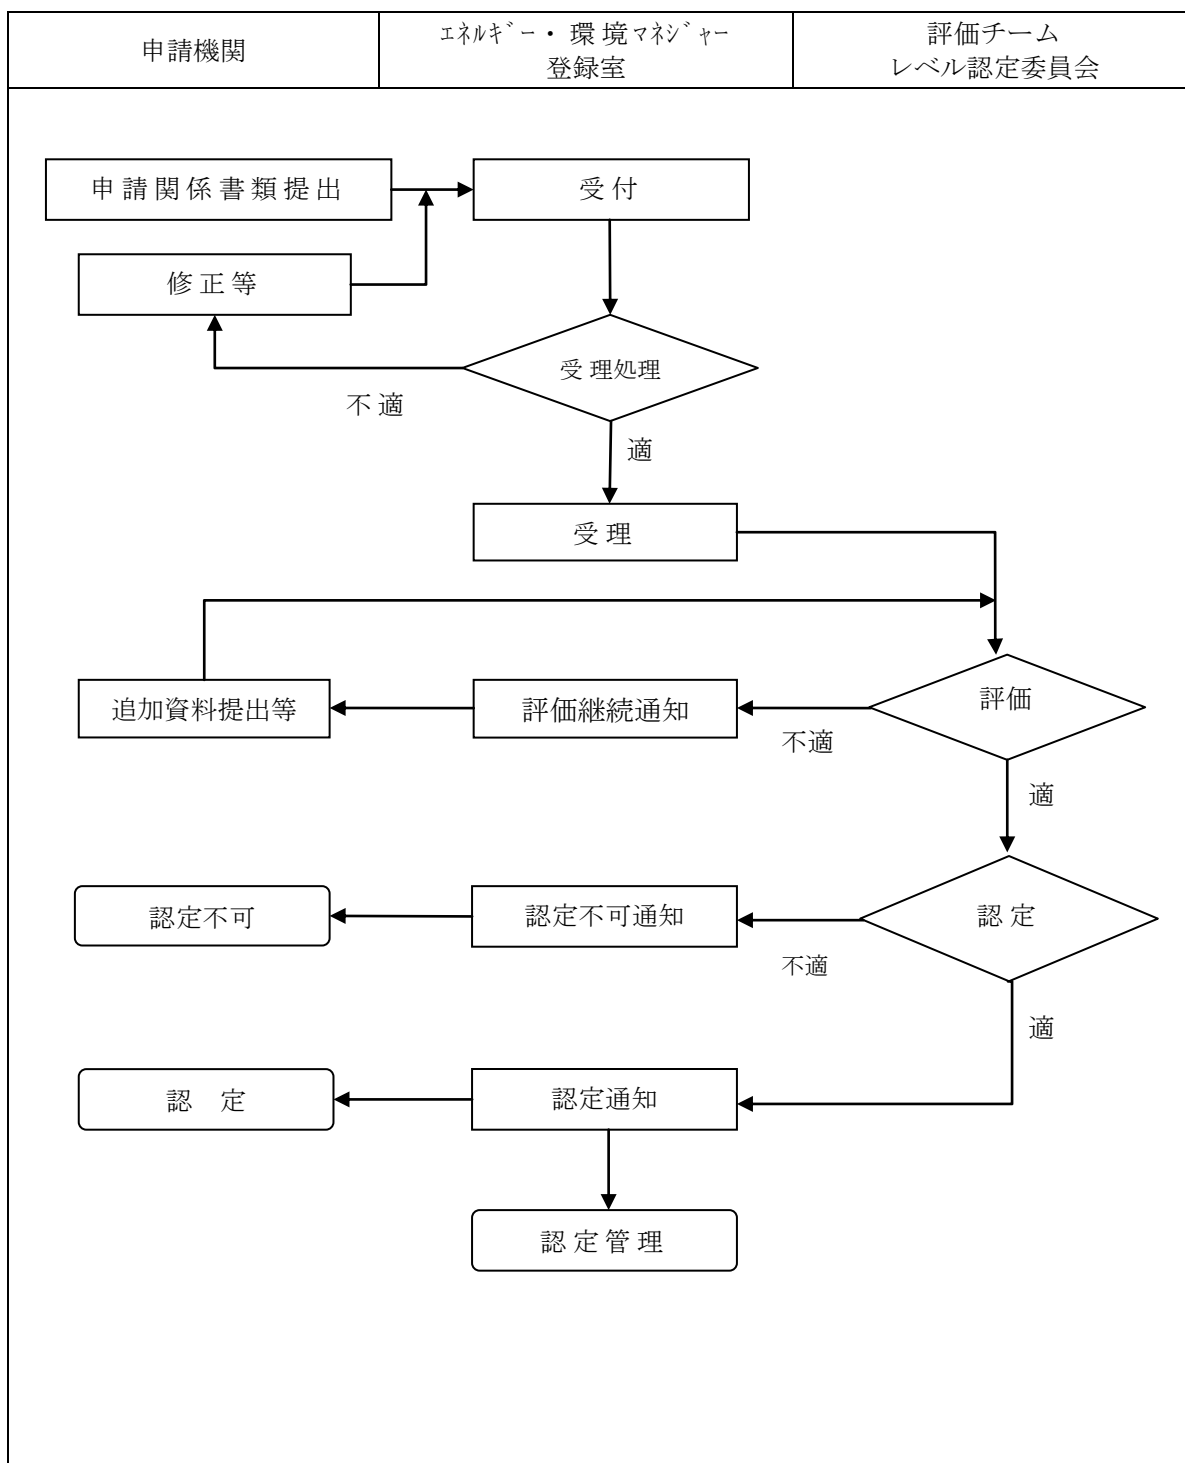 申請機関
エネルギー・環境マネジャー
登録室
評価チーム
レベル認定委員会
申請関係書類提出
受付
修正等
受理処理
不適
適
受理
追加資料提出等
評価継続通知
評価
不適
適
認定不可
認定不可通知
認定
不適
適
認　定
認定通知
認定管理